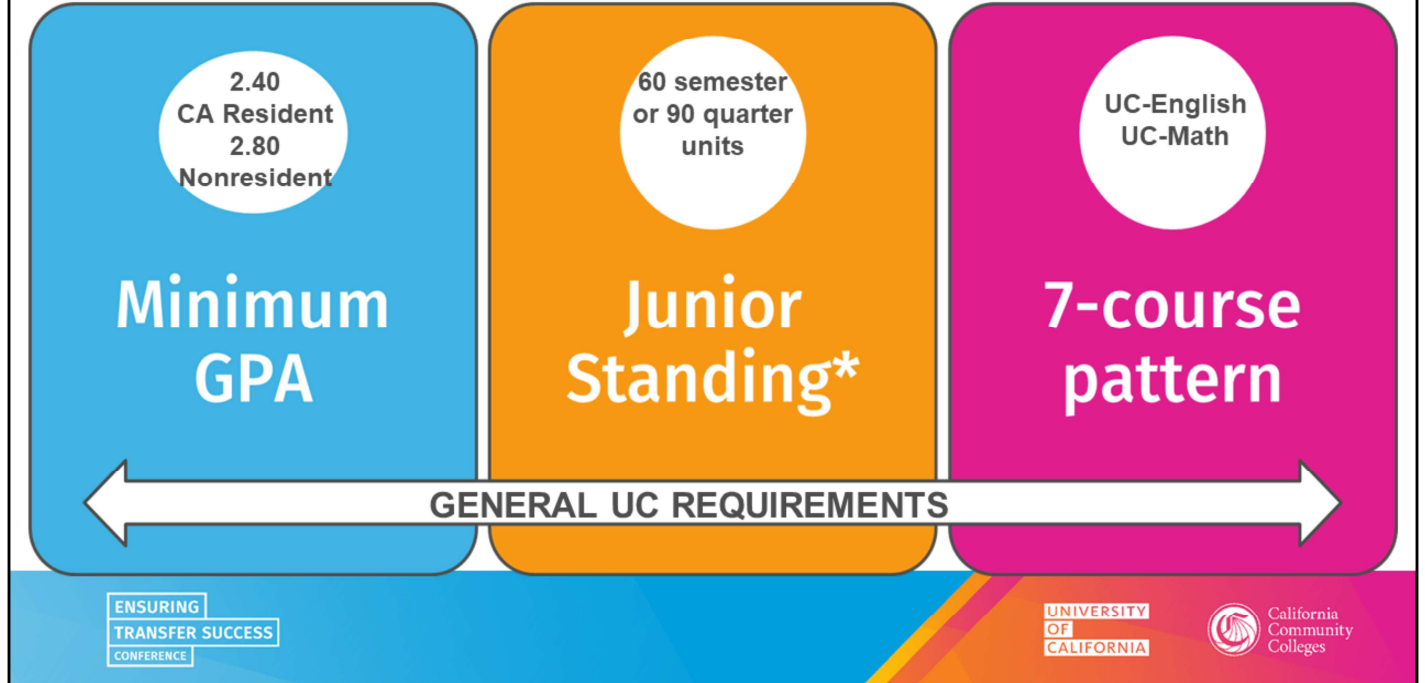 2.40
CA Resident
2.80
Nonresident
Minimum
GPA
60 semester
or 90 quarter
units
Junior
Standing*
UC-English
UC-Math
7-course
pattern
GENERAL UC REQUIREMENTS
ENSURING
TRANSFER SUCCESS
CONFERENCE
UNIVERSITY
OF
CALIFORNIA
California
Community
Colleges